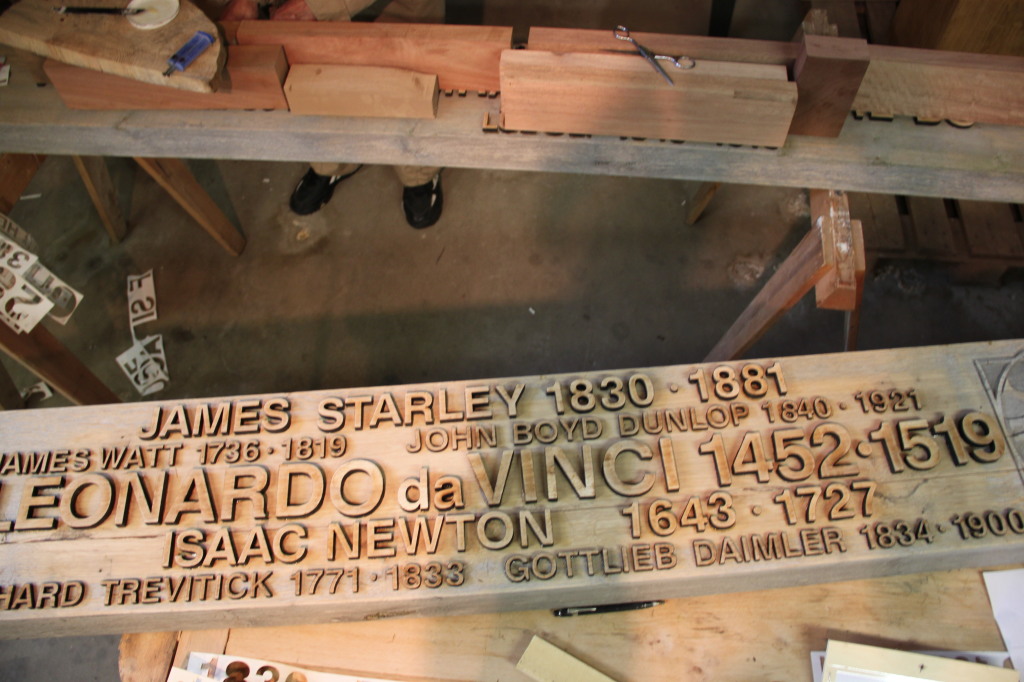 JAMES STARLEY 1830 · 1881
JAMES WATT 1736 · 1819 JOHN BOYD DUNLOP 1840 · 1921
LEONARDO da VINCI 1452 · 1519
ISAAC NEWTON 1643 · 1727
HARD TREVITICK 1771 · 1833 GOTTLIEB DAIMLER 1834 · 1900